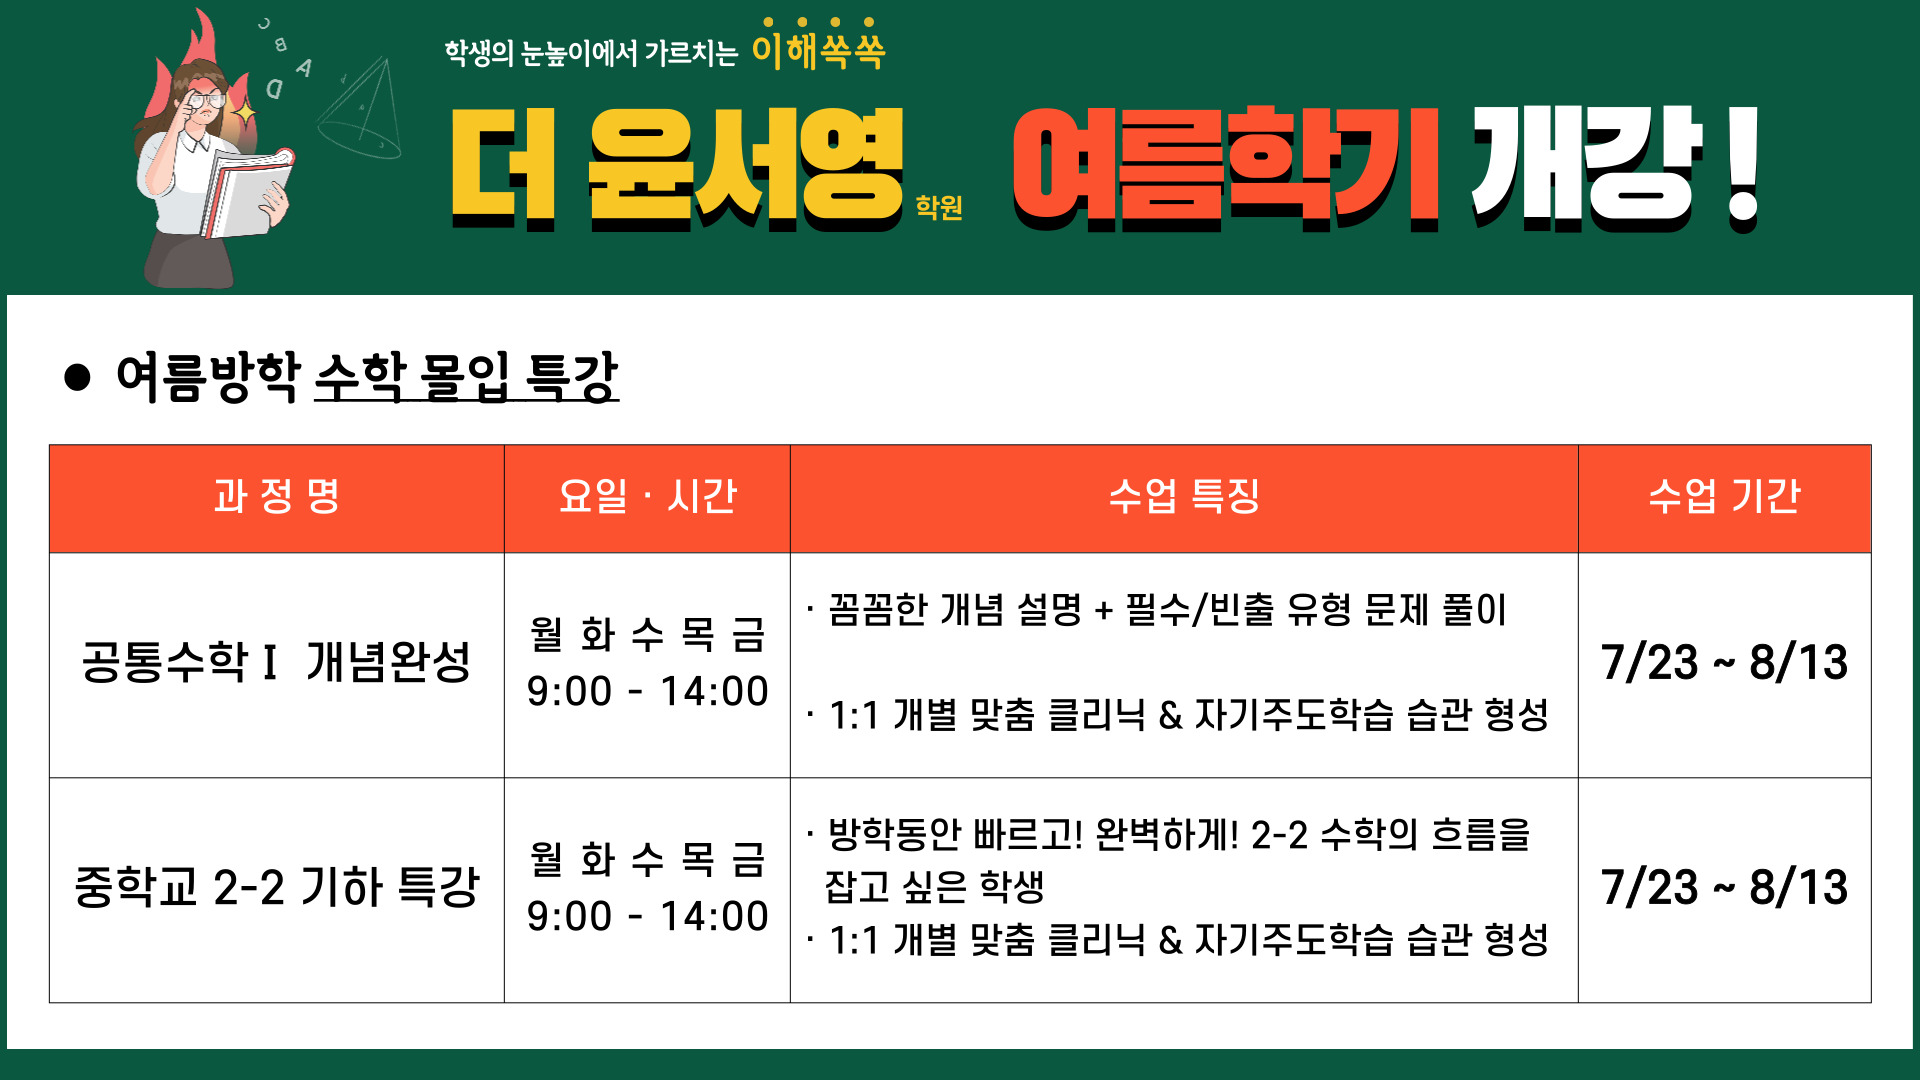 C
B
A
D
학생의 눈높이에서 가르치는 이해쏙쏙
더 윤서영 학원 여름학기 개강!
● 여름방학 수학 몰입 특강
과 정 명
요일 · 시간
수업 특징
수업 기간
공통수학Ⅰ 개념완성
월 화 수 목 금
9:00 - 14:00
· 꼼꼼한 개념 설명 + 필수/빈출 유형 문제 풀이
· 1:1 개별 맞춤 클리닉 & 자기주도학습 습관 형성
7/23 ~ 8/13
중학교 2-2 기하 특강
월 화 수 목 금
9:00 - 14:00
· 방학동안 빠르고! 완벽하게! 2-2 수학의 흐름을
잡고 싶은 학생
· 1:1 개별 맞춤 클리닉 & 자기주도학습 습관 형성
7/23 ~ 8/13